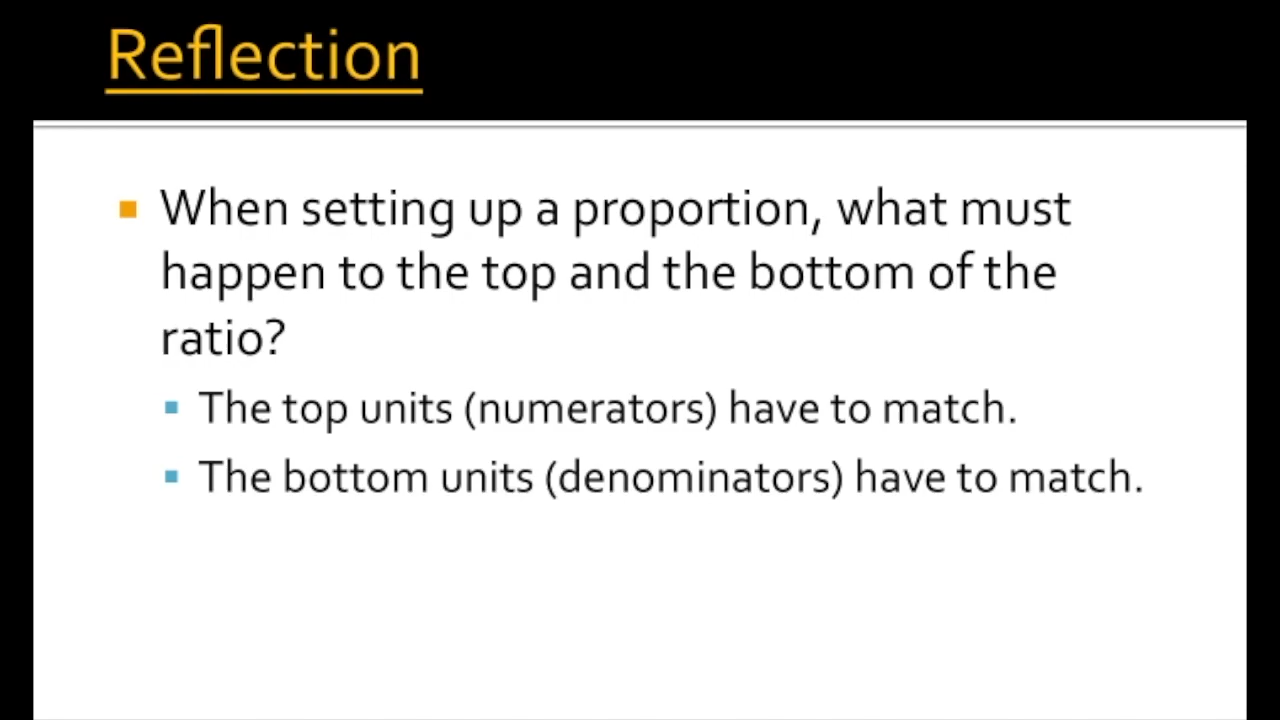 Reflection
When setting up a proportion, what must
happen to the top and the bottom of the
ratio?
The top units (numerators) have to match.
The bottom units (denominators) have to match.